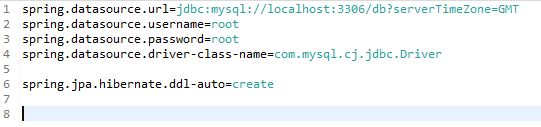 1 spring.datasource.url=jdbc:mysql://localhost:3306/db?serverTimeZone=GMT
2 spring.datasource.username=root
3 spring.datasource.password=root
4 spring.datasource.driver-class-name=com.mysql.cj.jdbc.Driver
5
6 spring.jpa.hibernate.ddl-auto=create
7
8